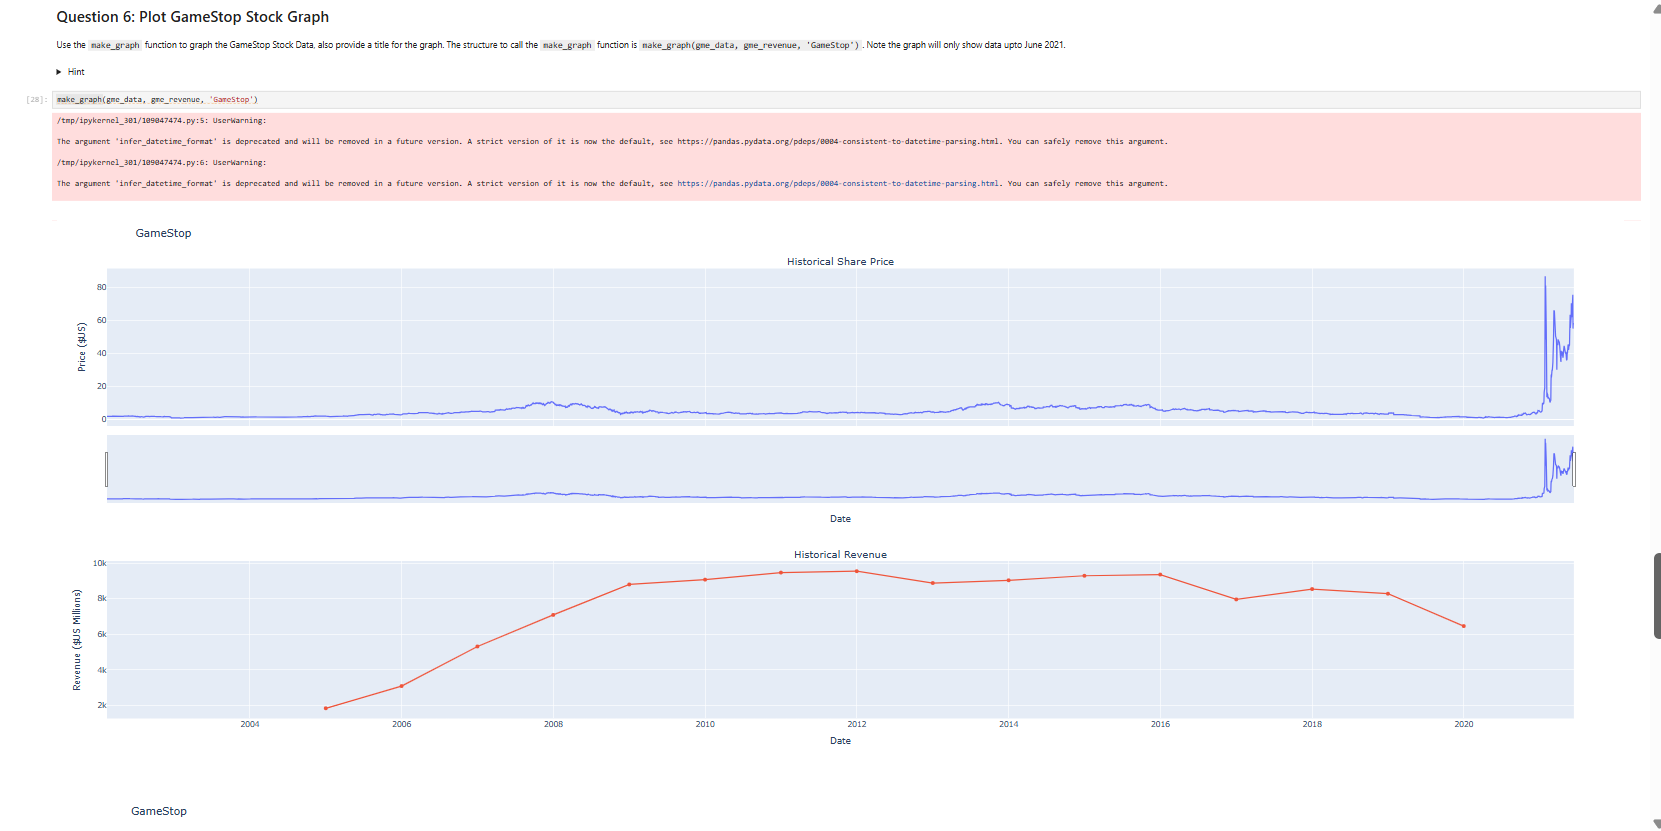 Question 6: Plot GameStop Stock Graph
Use the make_graph function to graph the GameStop Stock Data, also provide a title for the graph. The structure to call the make_graph function is make_graph(gme_data, gme_revenue, 'GameStop') . Note the graph will only show data upto June 2021.
Hint
[28]: make_graph(gme_data, gme_revenue, 'GameStop')
/tmp/ipykernel_301/109047474.py:5: UserWarning:
The argument 'infer_datetime_format' is deprecated and will be removed in a future version. A strict version of it is now the default, see https://pandas.pydata.org/pdeps/0004-consistent-to-datetime-parsing.html. You can safely remove this argument.
/tmp/ipykernel_301/109047474.py:6: UserWarning:
The argument 'infer_datetime_format' is deprecated and will be removed in a future version. A strict version of it is now the default, see https://pandas.pydata.org/pdeps/0004-consistent-to-datetime-parsing.html. You can safely remove this argument.
GameStop
Historical Share Price
80
60
40
20
0
Price ($US)
Date
Historical Revenue
10k
8k
6k
4k
2k
Revenue ($US Millions)
2004 2006 2008 2010 2012 2014 2016 2018 2020
Date
GameStop